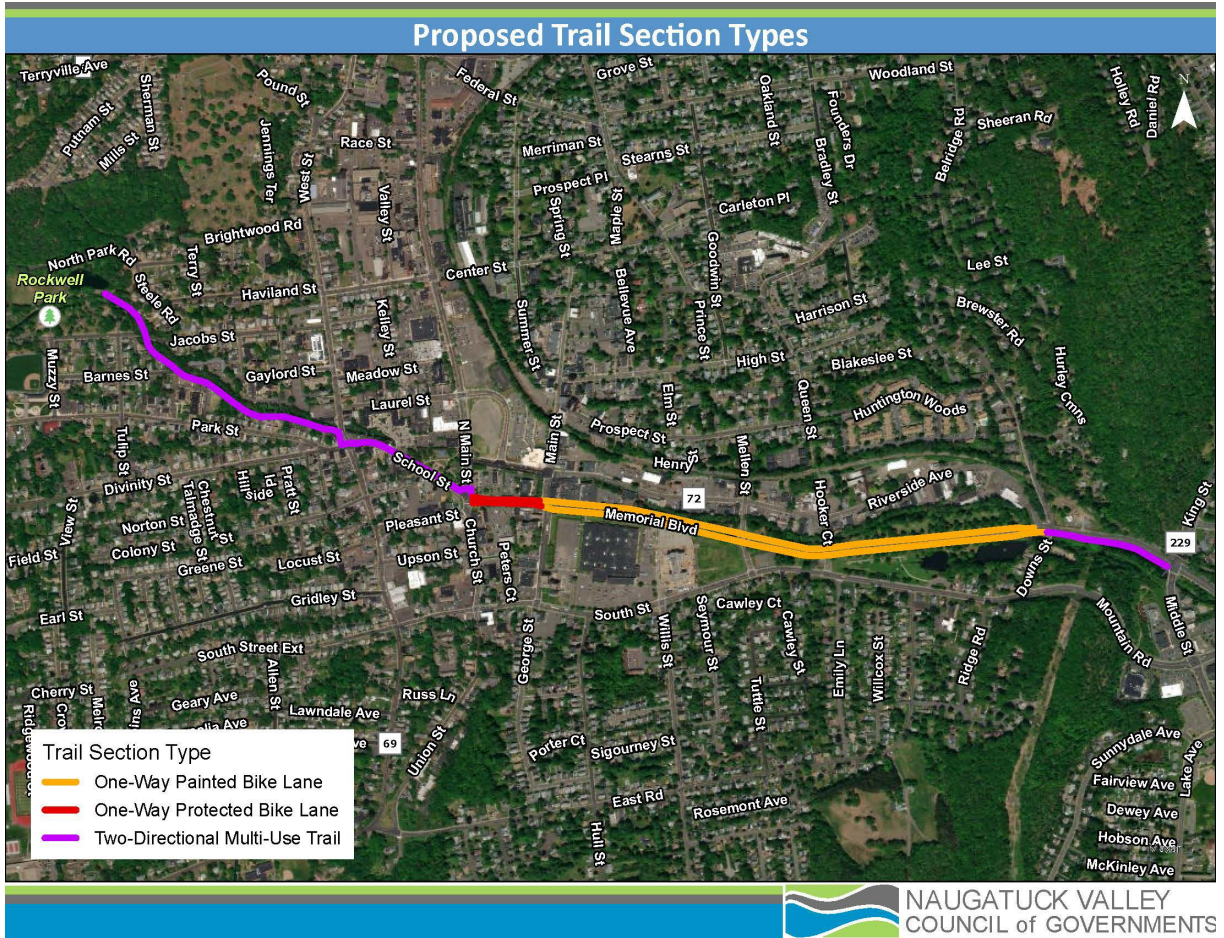 Proposed Trail Section Types
Terryville Ave
Putnam St
Mills St
Sherman St
Pound St
Jennings Ter
West St
Race St
Valley St
Federal St
Grove St
Merriman St
Stearns St
Prospect Pl
Spring St
Maple St
Oakland St
Founders Dr
Bradley St
Woodland St
Belridge Rd
Sheeran Rd
Holley Rd
Daniel Rd
N
Carleton Pl
Goodwin St
Lee St
North Park Rd
Rockwell
Park
Steele Rd
Terry St
Brightwood Rd
Haviland St
Center St
Kelley St
Summer St
Bellevue Ave
Prince St
Harrison St
Brewster Rd
Hurley Cmns
Jacobs St
Muzzy St
Barnes St
Gaylord St
Meadow St
Laurel St
High St
Blakeslee St
Queen St
Huntington Woods
Elm St
Park St
N Main St
Main St
Prospect St
Henry St
Mellen St
Tulip St
Divinity St
Hillside
Pratt St
School St
72
Hooker Ct
Riverside Ave
King St
229
View St
Norton St
Talmadge St
Chestnut St
Pleasant St
Memorial Blvd
Field St
Colony St
Greene St
Locust St
Upson St
Church St
Peters Ct
Downs St
Earl St
Gridley St
South St
Cawley Ct
Mountain Rd
Middle St
South Street Ext
George St
Willis St
Seymour St
Cawley St
Emily Ln
Willcox St
Ridge Rd
Cherry St
Allen St
Geary Ave
Lawndale Ave
Russ Ln
Tuttle St
69
Union St
Porter Ct
Sigourney St
Sunnydale Ave
Lake Ave
East Rd
Rosemont Ave
Hull St
Fairview Ave
Dewey Ave
Hobson Ave
McKinley Ave
Trail Section Type
One-Way Painted Bike Lane
One-Way Protected Bike Lane
Two-Directional Multi-Use Trail
NAUGATUCK VALLEY
COUNCIL of GOVERNMENTS